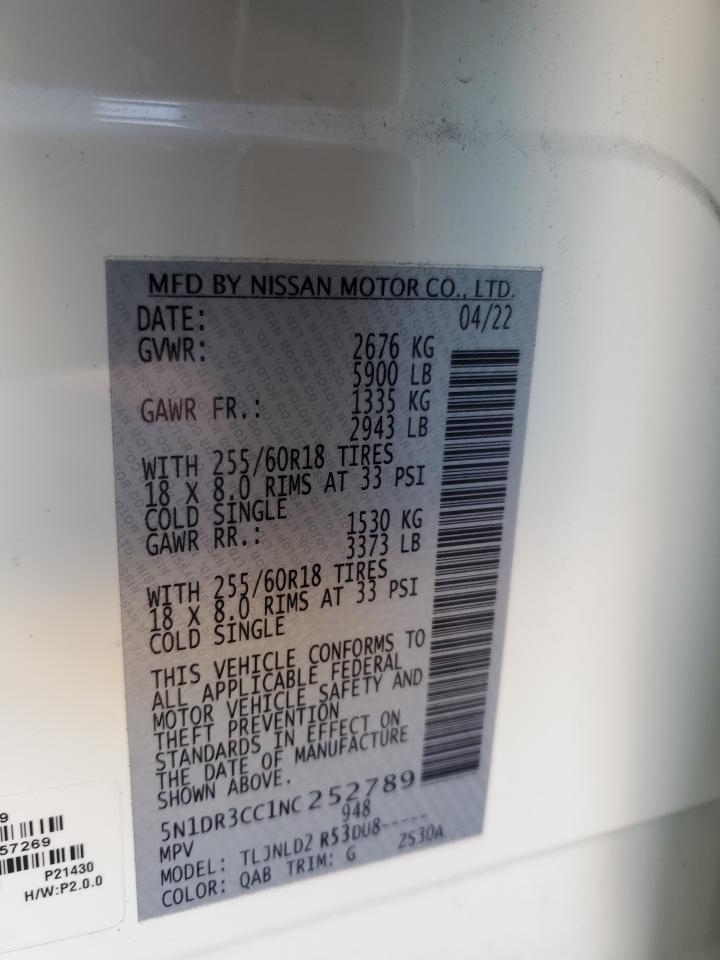 MFD BY NISSAN MOTOR CO., LTD.
DATE: 04/22
GVWR: 2676 KG
5900 LB
GAWR FR.: 1335 KG
2943 LB
WITH 255/60R18 TIRES
18 X 8.0 RIMS AT 33 PSI
COLD SINGLE
GAWR RR.: 1530 KG
3373 LB
WITH 255/60R18 TIRES
18 X 8.0 RIMS AT 33 PSI
COLD SINGLE
THIS VEHICLE CONFORMS TO
ALL APPLICABLE FEDERAL
MOTOR VEHICLE SAFETY AND
THEFT PREVENTION
STANDARDS IN EFFECT ON
THE DATE OF MANUFACTURE
SHOWN ABOVE.
5N1DR3CC1NC252789
MPV 948
MODEL: TLJNLD2 R53DU8----- ZS30A
COLOR: QAB TRIM: G
9
57269
P21430
H/W:P2.0.0